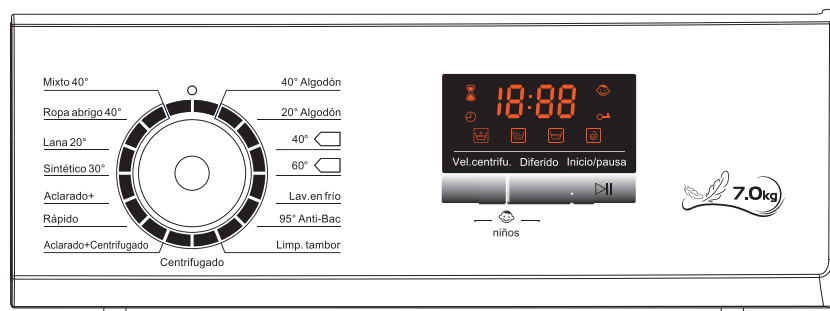 Mixto 40°
Ropa abrigo 40°
Lana 20°
Sintético 30°
Aclarado+
Rápido
Aclarado+Centrifugado
Centrifugado
40° Algodón
20° Algodón
40°
60°
Lav.en frío
95° Anti-Bac
Limp. tambor
18:88
Vel.centrifu. Diferido Inicio/pausa
niños
7.0kg